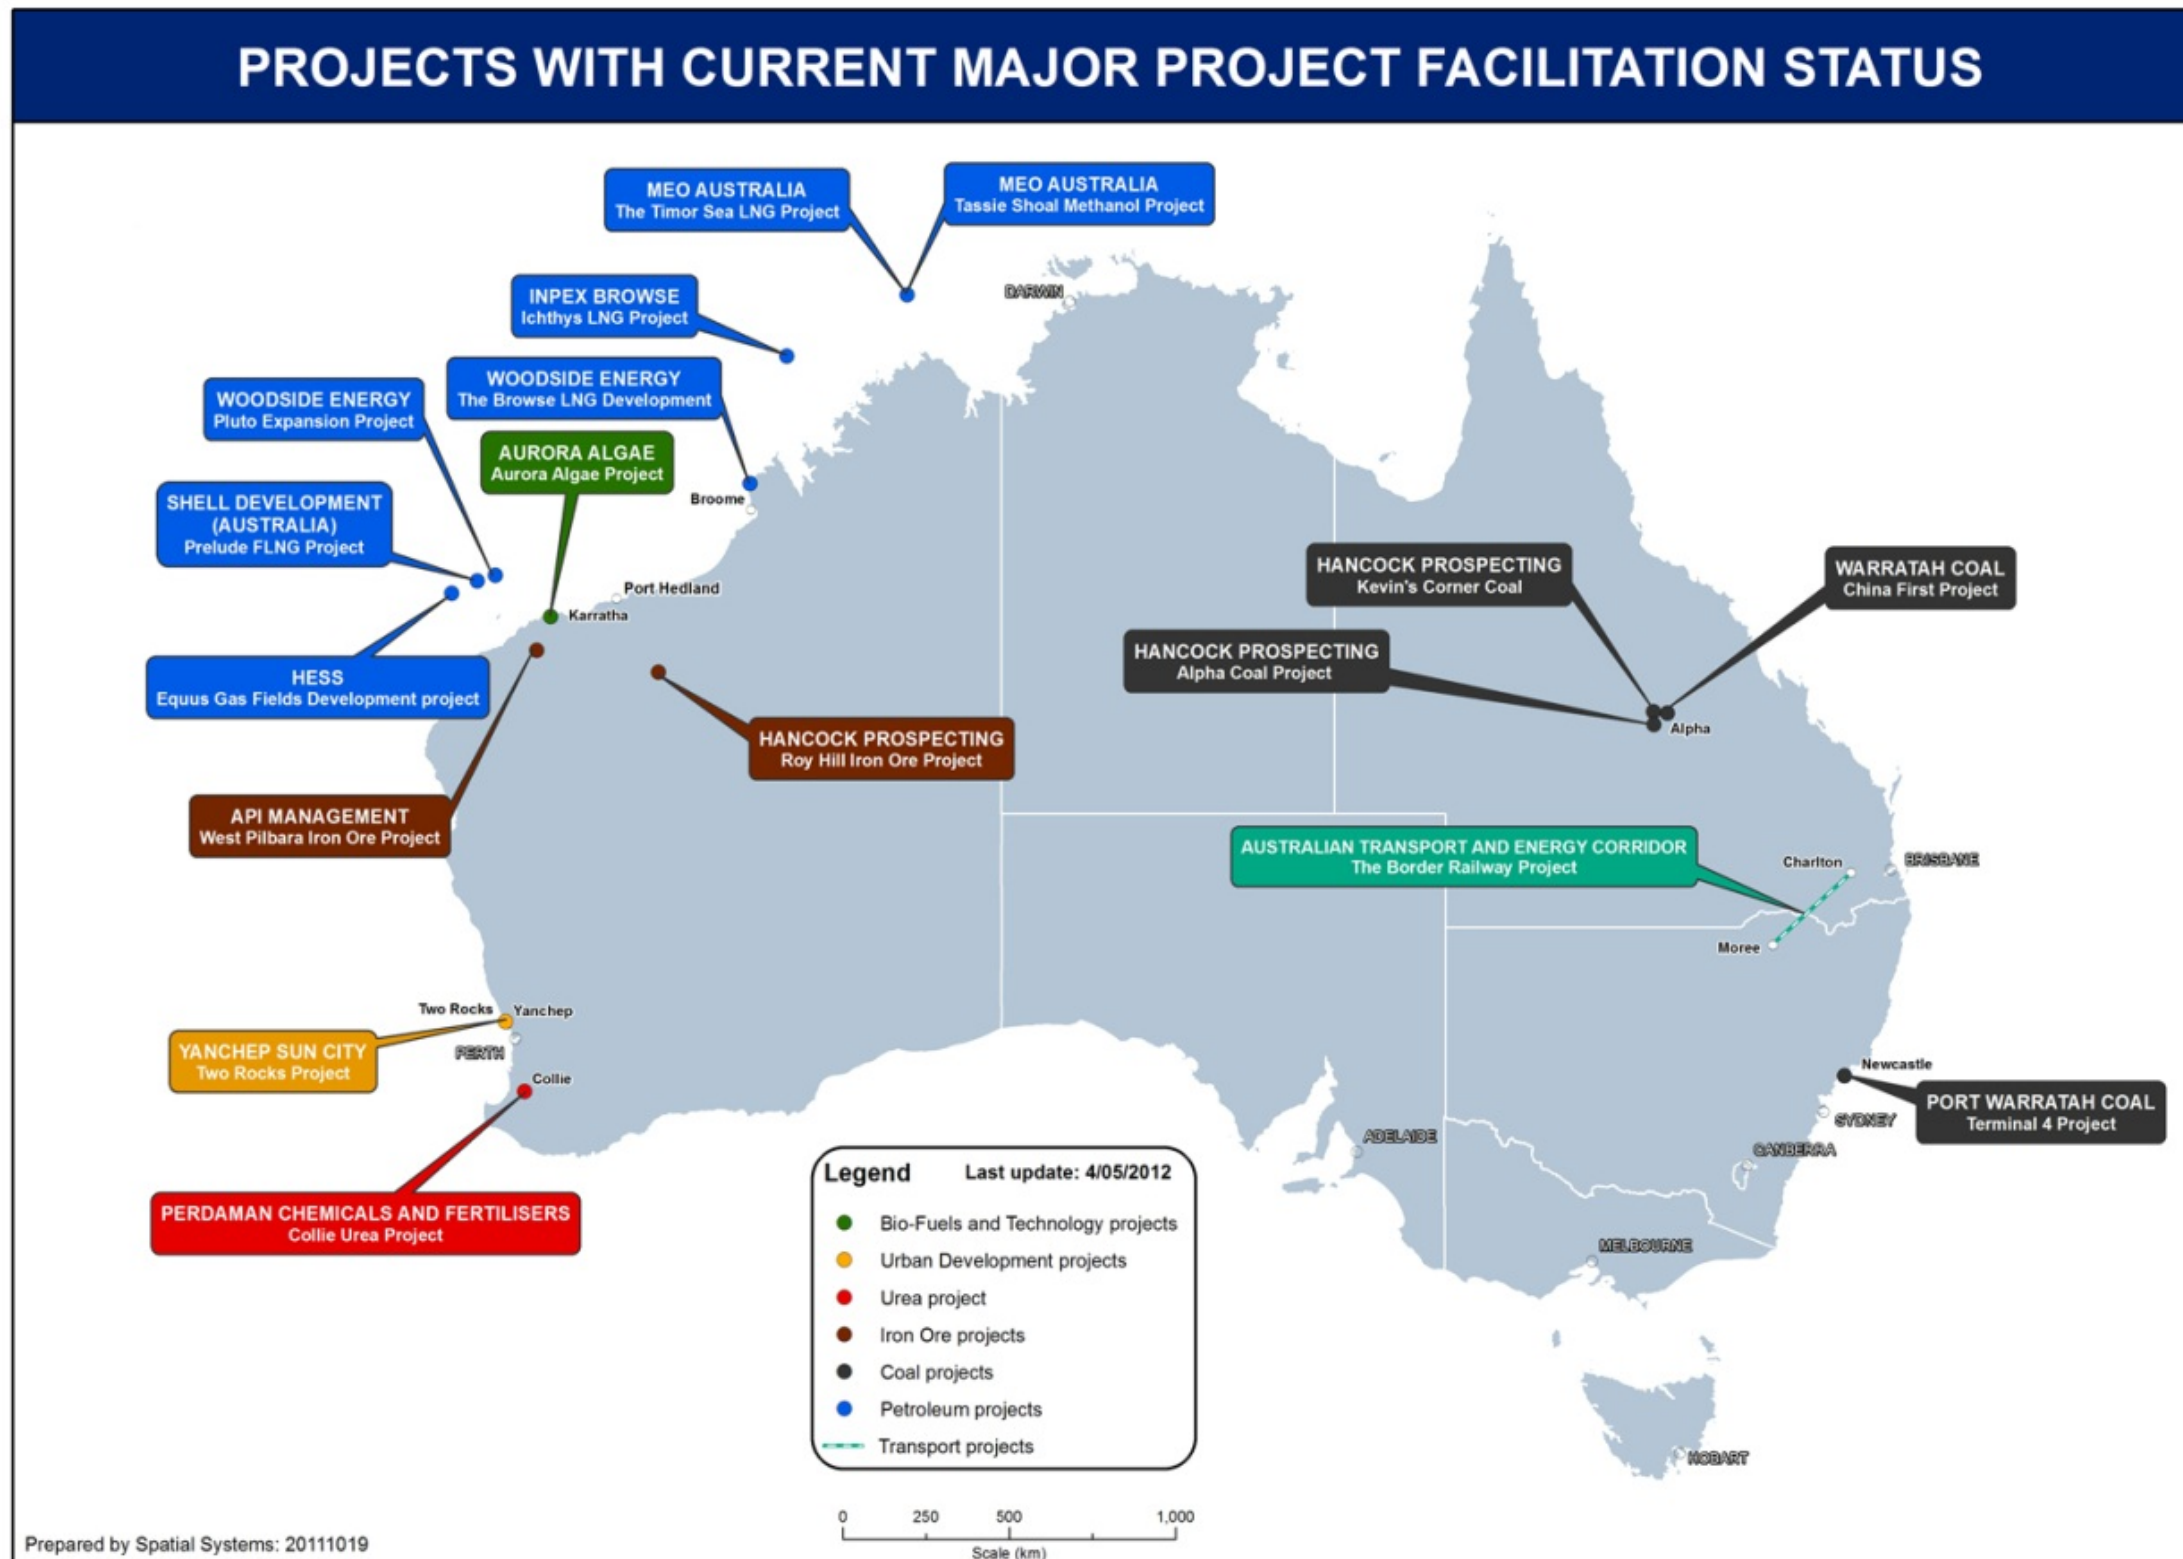 PROJECTS WITH CURRENT MAJOR PROJECT FACILITATION STATUS
MEO AUSTRALIA
The Timor Sea LNG Project
MEO AUSTRALIA
Tassie Shoal Methanol Project
INPEX BROWSE
Ichthys LNG Project
DARWIN
WOODSIDE ENERGY
The Browse LNG Development
WOODSIDE ENERGY
Pluto Expansion Project
AURORA ALGAE
Aurora Algae Project
Broome
SHELL DEVELOPMENT
(AUSTRALIA)
Prelude FLNG Project
Port Hedland
Karratha
HESS
Equus Gas Fields Development project
HANCOCK PROSPECTING
Kevin's Corner Coal
WARRATAH COAL
China First Project
HANCOCK PROSPECTING
Alpha Coal Project
Alpha
HANCOCK PROSPECTING
Roy Hill Iron Ore Project
API MANAGEMENT
West Pilbara Iron Ore Project
AUSTRALIAN TRANSPORT AND ENERGY CORRIDOR
The Border Railway Project
Charlton
BRISBANE
Moree
Two Rocks
Yanchep
YANCHEP SUN CITY
Two Rocks Project
PERTH
Collie
Newcastle
PORT WARRATAH COAL
Terminal 4 Project
SYDNEY
ADELAIDE
CANBERRA
PERDAMAN CHEMICALS AND FERTILISERS
Collie Urea Project
MELBOURNE
HOBART
Legend
Last update: 4/05/2012
Bio-Fuels and Technology projects
Urban Development projects
Urea project
Iron Ore projects
Coal projects
Petroleum projects
Transport projects
0 250 500 1,000
Scale (km)
Prepared by Spatial Systems: 20111019